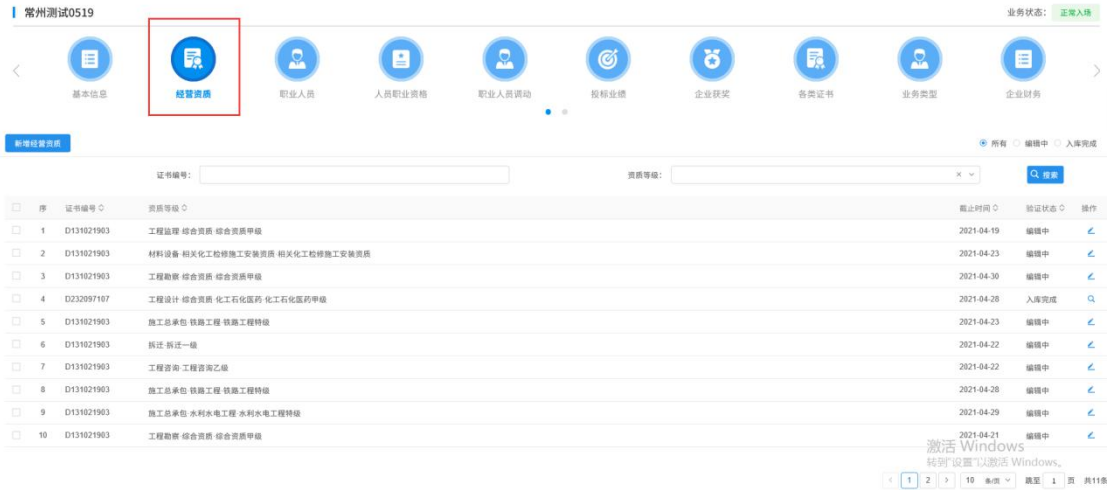 常州测试0519 业务状态： 正常入场
基本信息 经营资质 职业人员 人员职业资格 职业人员调动 投标业绩 企业获奖 各类证书 业务类型 企业财务
新增经营资质 所有 编辑中 入库完成
证书编号： 资质等级： 搜索
序 证书编号 资质等级 截止时间 验证状态 操作
1 D131021903 工程监理·综合资质·综合资质甲级 2021-04-19 编辑中
2 D131021903 材料设备·相关化工检修施工安装资质·相关化工检修施工安装资质 2021-04-23 编辑中
3 D131021903 工程勘察·综合资质·综合资质甲级 2021-04-30 编辑中
4 D232097107 工程设计·综合资质·化工石化医药·化工石化医药甲级 2021-04-28 入库完成
5 D131021903 施工总承包·铁路工程·铁路工程特级 2021-04-23 编辑中
6 D131021903 拆迁·拆迁一级 2021-04-22 编辑中
7 D131021903 工程咨询·工程咨询乙级 2021-04-22 编辑中
8 D131021903 施工总承包·铁路工程·铁路工程特级 2021-04-28 编辑中
9 D131021903 施工总承包·水利水电工程·水利水电工程特级 2021-04-29 编辑中
10 D131021903 工程勘察·综合资质·综合资质甲级 2021-04-21 编辑中
激活 Windows
转到"设置"以激活 Windows。
1 2 10 条/页 跳至 1 页 共11条